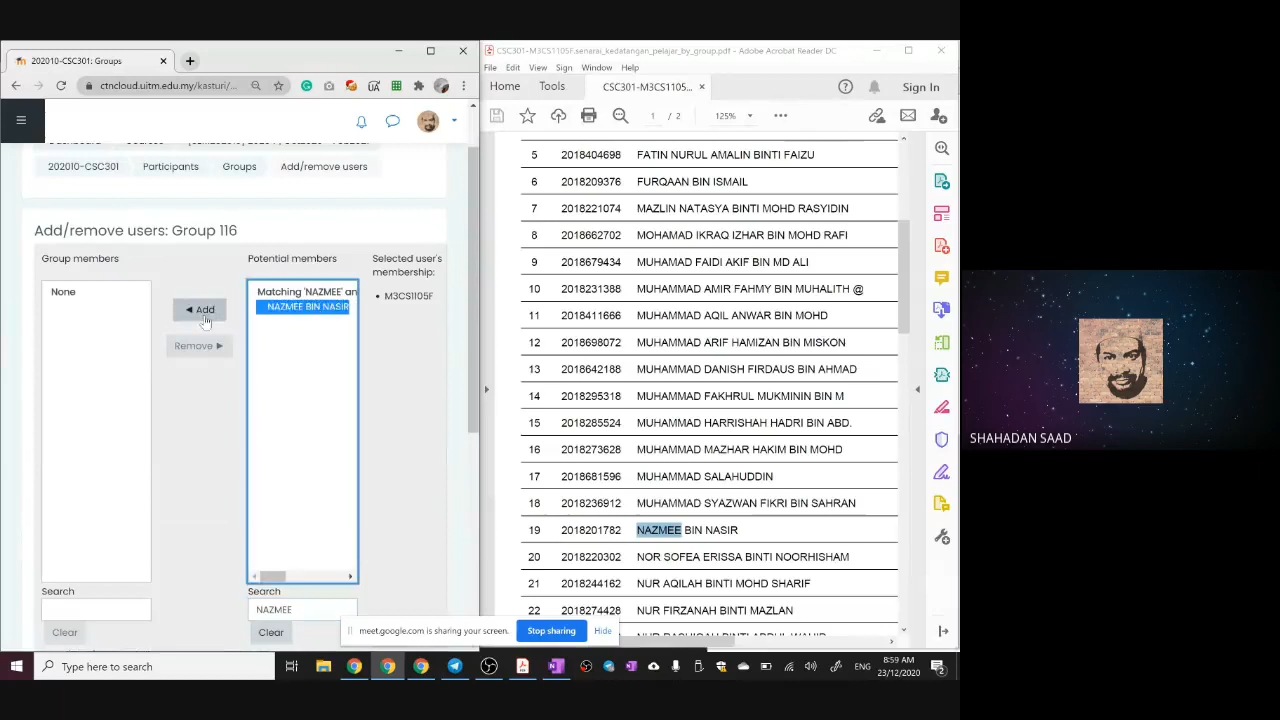 202010-CSC301: Groups
ctncloud.uitm.edu.my/kasturi/...
202010-CSC301
Participants
Groups
Add/remove users
Add/remove users: Group 116
Group members
None
◄ Add
Remove ►
Potential members
Matching 'NAZMEE' an
NAZMEE BIN NASIR
Selected user's
membership:
• M3CS1105F
Search
Search
NAZMEE
Clear
Clear
CSC301-M3CS1105F.senarai_kedatangan_pelajar_by_group.pdf - Adobe Acrobat Reader DC
File Edit View Sign Window Help
Home Tools CSC301-M3CS1105... × Sign In
1 / 2 125%
5 2018404698 FATIN NURUL AMALIN BINTI FAIZU
6 2018209376 FURQAAN BIN ISMAIL
7 2018221074 MAZLIN NATASYA BINTI MOHD RASYIDIN
8 2018662702 MOHAMAD IKRAQ IZHAR BIN MOHD RAFI
9 2018679434 MUHAMAD FAIDI AKIF BIN MD ALI
10 2018231388 MUHAMMAD AMIR FAHMY BIN MUHALITH @
11 2018411666 MUHAMMAD AQIL ANWAR BIN MOHD
12 2018698072 MUHAMMAD ARIF HAMIZAN BIN MISKON
13 2018642188 MUHAMMAD DANISH FIRDAUS BIN AHMAD
14 2018295318 MUHAMMAD FAKHRUL MUKMININ BIN M
15 2018285524 MUHAMMAD HARRISHAH HADRI BIN ABD.
16 2018273628 MUHAMMAD MAZHAR HAKIM BIN MOHD
17 2018681596 MUHAMMAD SALAHUDDIN
18 2018236912 MUHAMMAD SYAZWAN FIKRI BIN SAHRAN
19 2018201782 NAZMEE BIN NASIR
20 2018220302 NOR SOFEA ERISSA BINTI NOORHISHAM
21 2018244162 NUR AQILAH BINTI MOHD SHARIF
22 2018274428 NUR FIRZANAH BINTI MAZLAN
meet.google.com is sharing your screen. Stop sharing Hide
Type here to search
ENG
8:59 AM
23/12/2020
2
SHAHADAN SAAD